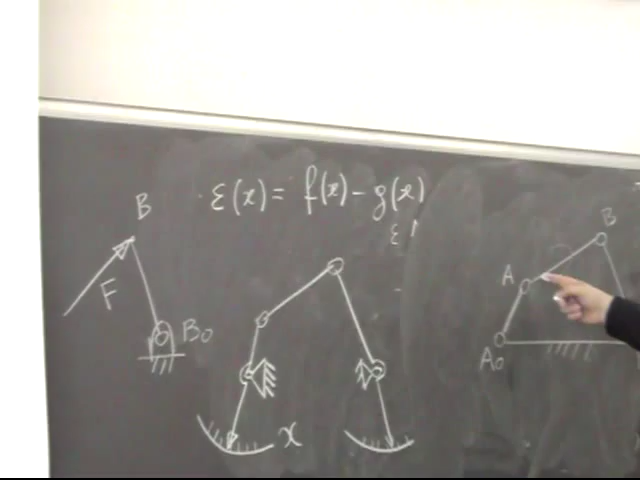 ε(x) = f(x) - g(x)
ε
B
F
B₀
x
B
A
A₀